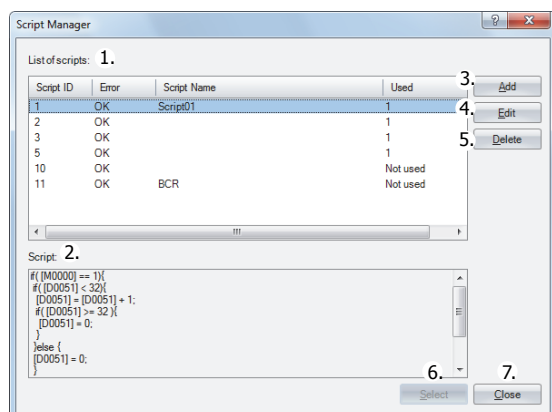 Script Manager
List of scripts: 1.
Script ID Error Script Name Used
1 OK Script01 1
2 OK 1
3 OK 1
5 OK 1
10 OK Not used
11 OK BCR Not used
3. Add
4. Edit
5. Delete
Script: 2.
if( [M0000] == 1){
if( [D0051] < 32){
[D0051] = [D0051] + 1;
if( [D0051] >= 32 ){
[D0051] = 0;
}
}else {
[D0051] = 0;
}
6. 7.
Select Close